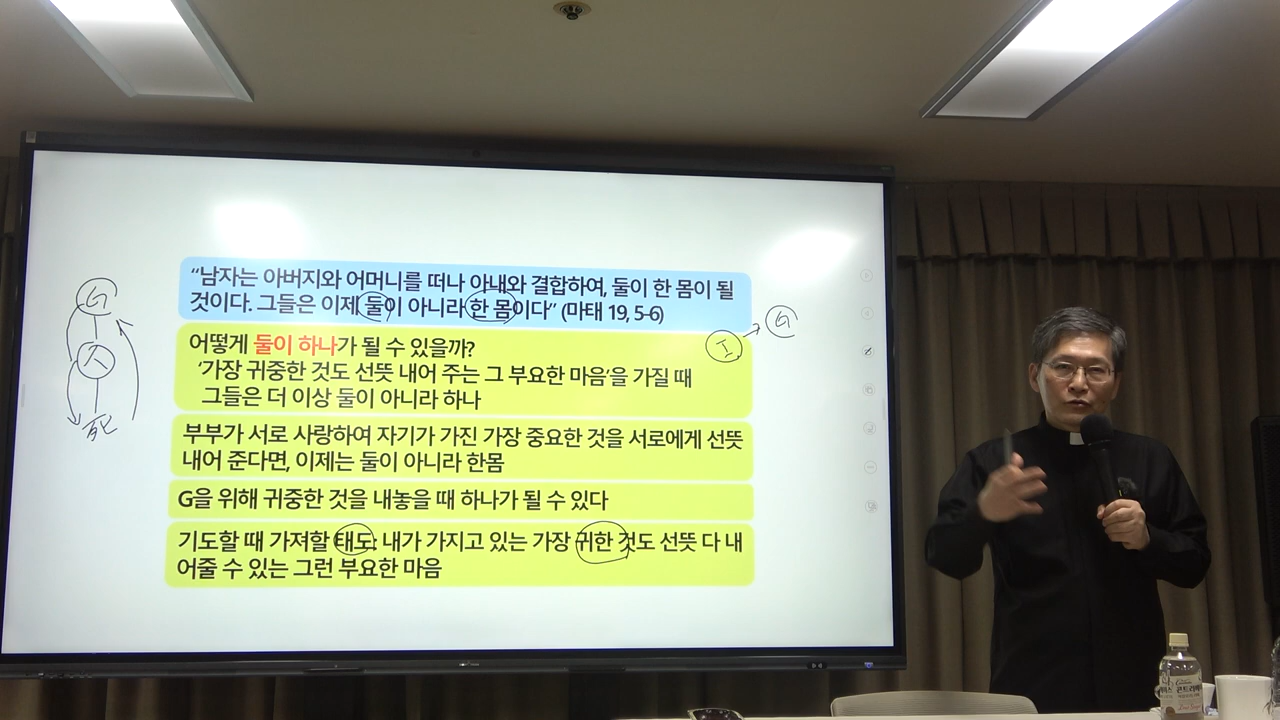 “남자는 아버지와 어머니를 떠나 아내와 결합하여, 둘이 한 몸이 될
것이다. 그들은 이제 둘이 아니라 한 몸이다” (마태 19, 5-6)
어떻게 둘이 하나가 될 수 있을까?
‘가장 귀중한 것도 선뜻 내어 주는 그 부요한 마음’을 가질 때
그들은 더 이상 둘이 아니라 하나
부부가 서로 사랑하여 자기가 가진 가장 중요한 것을 서로에게 선뜻
내어 준다면, 이제는 둘이 아니라 한몸
G을 위해 귀중한 것을 내놓을 때 하나가 될 수 있다
기도할 때 가져할 태도: 내가 가지고 있는 가장 귀한 것도 선뜻 다 내
어줄 수 있는 그런 부요한 마음
G
人
死
I → G